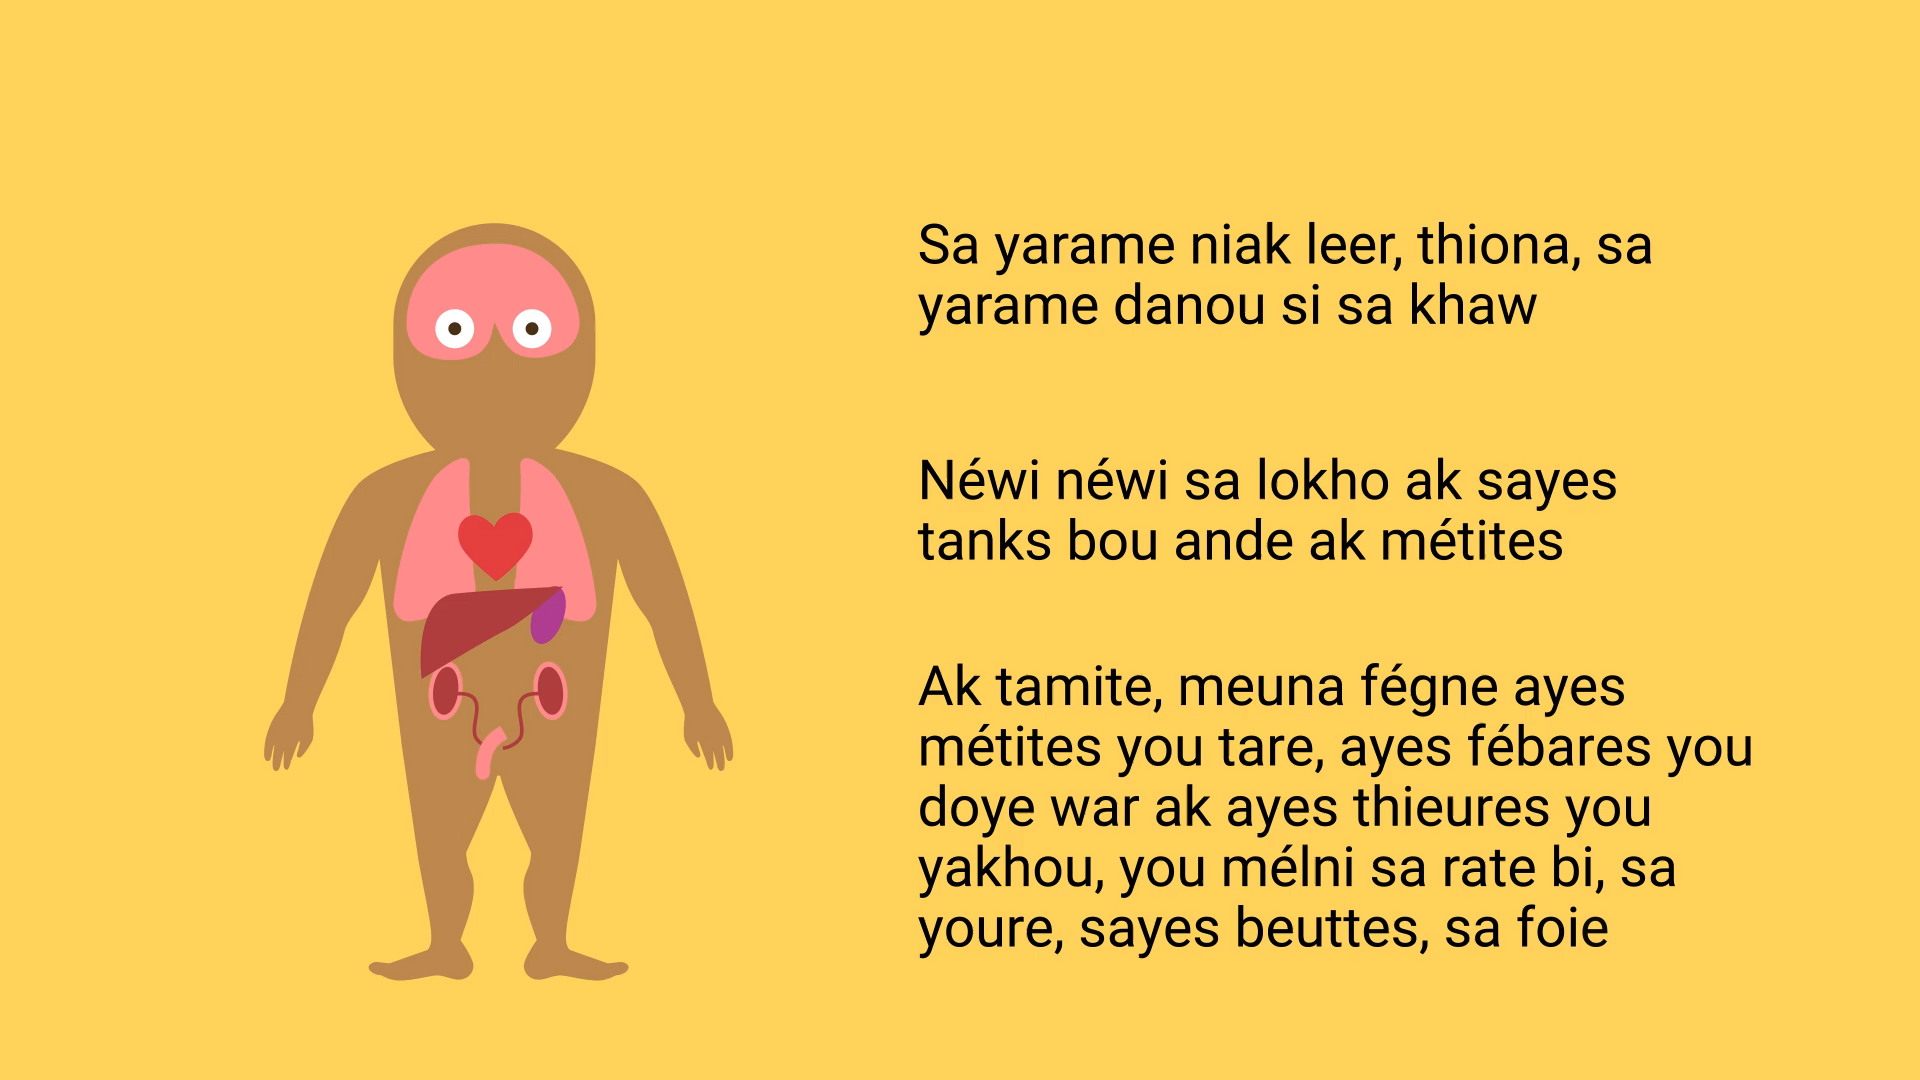 Sa yarame niak leer, thiona, sa
yarame danou si sa khaw
Néwi néwi sa lokho ak sayes
tanks bou ande ak métites
Ak tamite, meuna fégne ayes
métites you tare, ayes fébares you
doye war ak ayes thieures you
yakhou, you mélni sa rate bi, sa
youre, sayes beuttes, sa foie